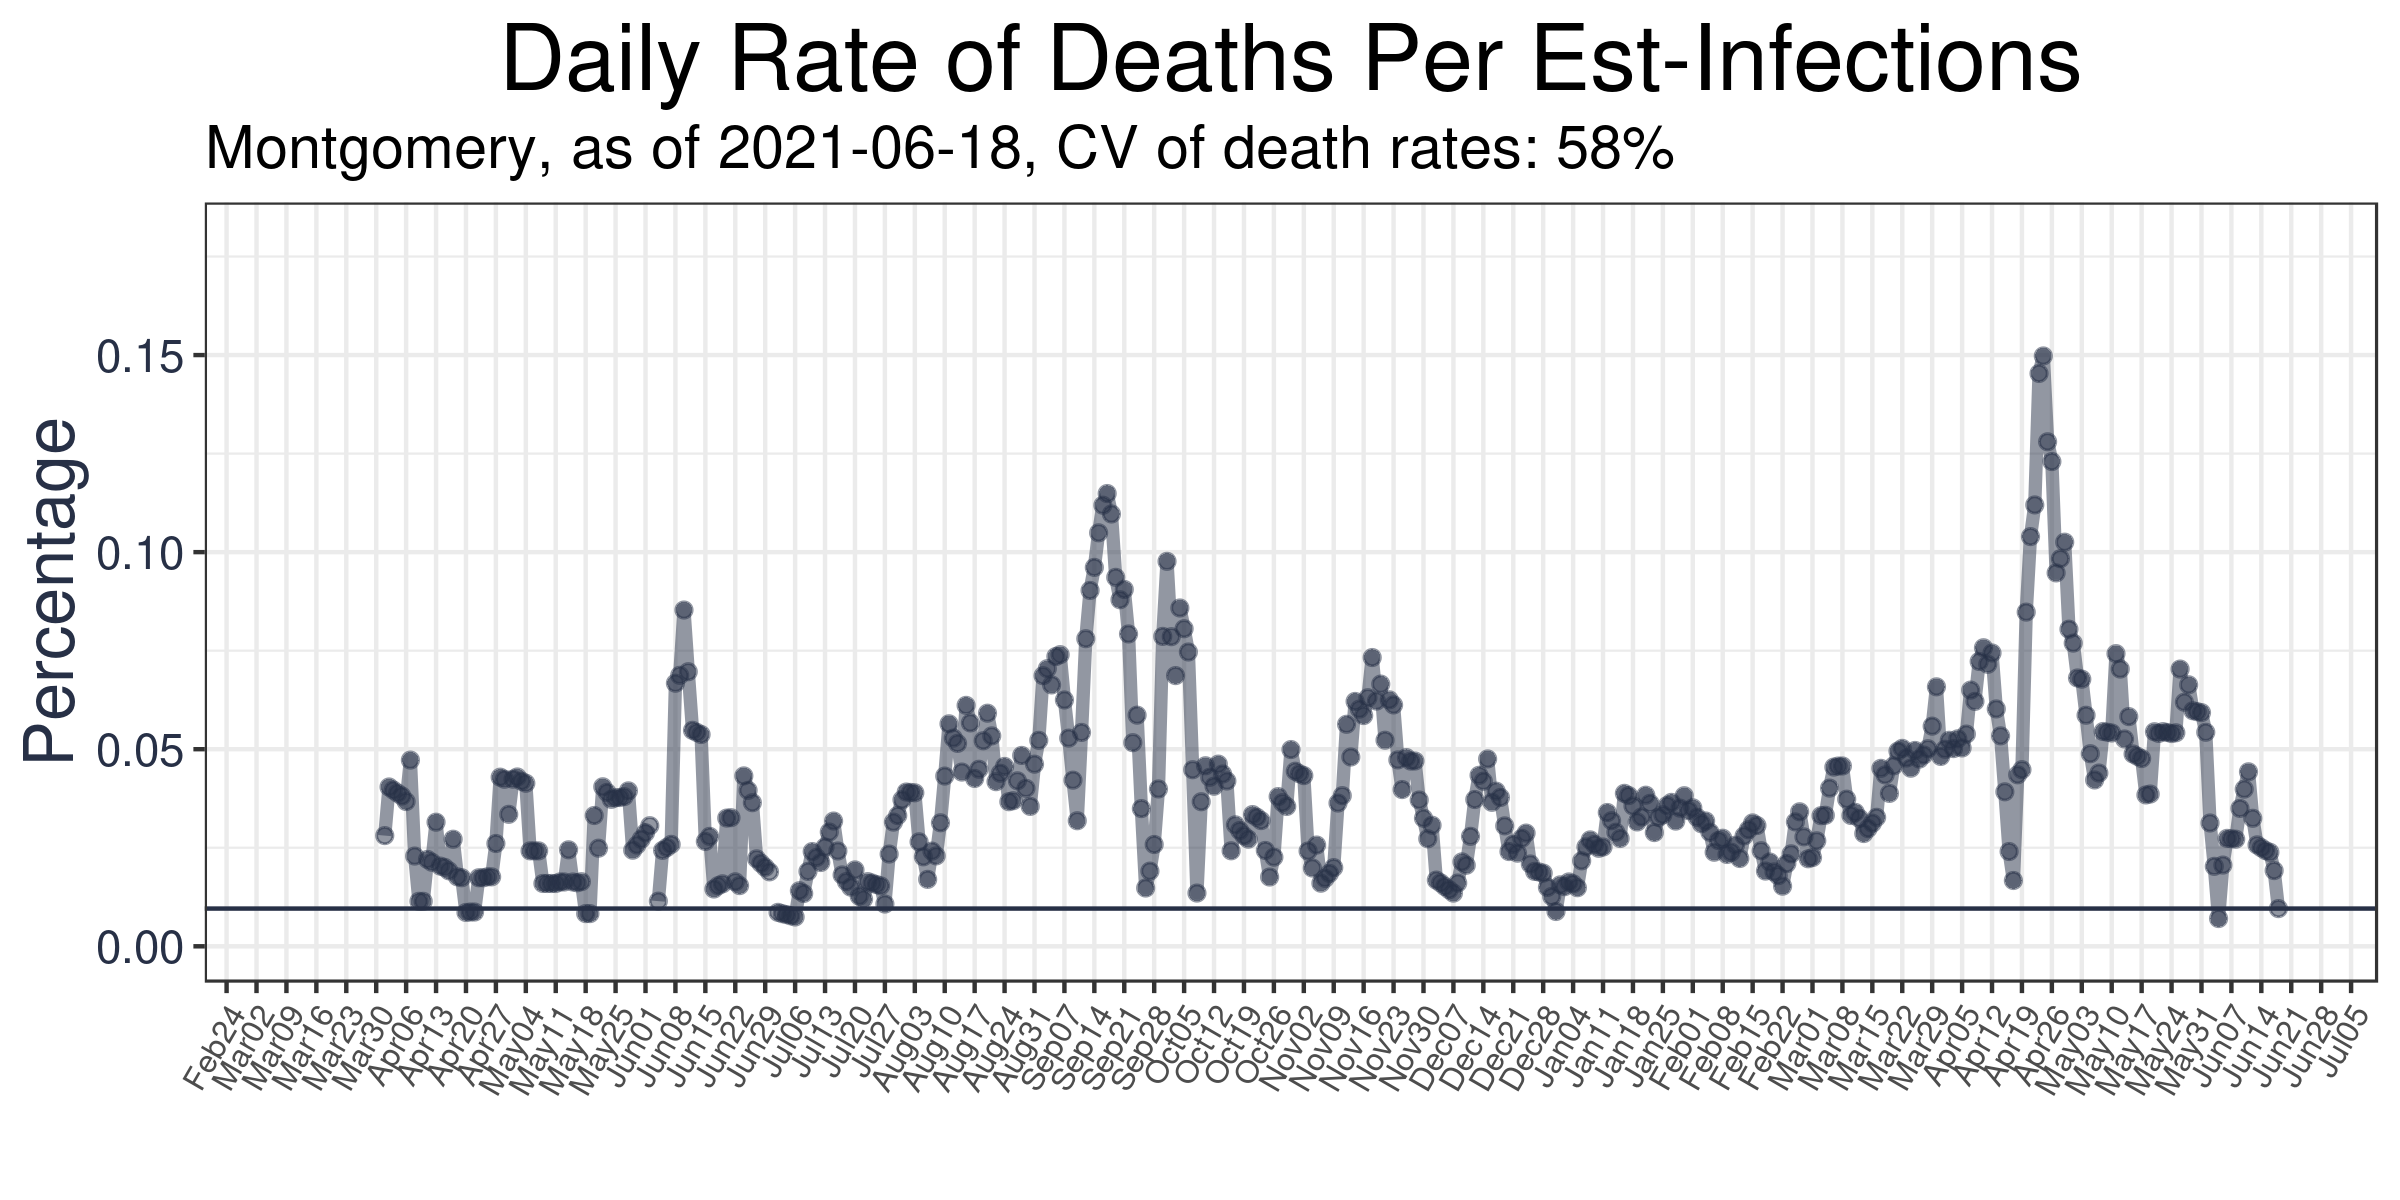 Daily Rate of Deaths Per Est-Infections
Montgomery, as of 2021-06-18, CV of death rates: 58%
Percentage
0.15
0.10
0.05
0.00
Feb24
Mar02
Mar09
Mar16
Mar23
Mar30
Apr06
Apr13
Apr20
Apr27
May04
May11
May18
May25
Jun01
Jun08
Jun15
Jun22
Jun29
Jul06
Jul13
Jul20
Jul27
Aug03
Aug10
Aug17
Aug24
Aug31
Sep07
Sep14
Sep21
Sep28
Oct05
Oct12
Oct19
Oct26
Nov02
Nov09
Nov16
Nov23
Nov30
Dec07
Dec14
Dec21
Dec28
Jan04
Jan11
Jan18
Jan25
Feb01
Feb08
Feb15
Feb22
Mar01
Mar08
Mar15
Mar22
Mar29
Apr05
Apr12
Apr19
Apr26
May03
May10
May17
May24
May31
Jun07
Jun14
Jun21
Jun28
Jul05